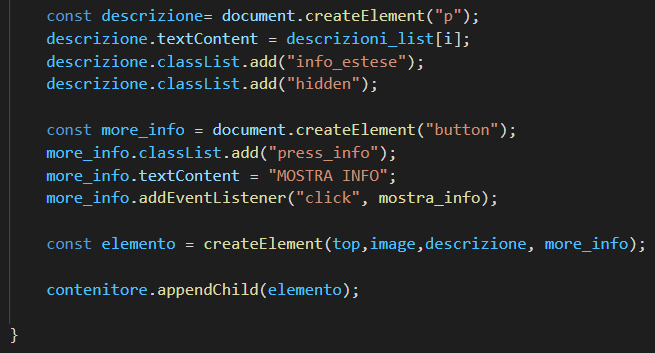 const descrizione= document.createElement("p");
descrizione.textContent = descrizioni_list[i];
descrizione.classList.add("info_estese");
descrizione.classList.add("hidden");
const more_info = document.createElement("button");
more_info.classList.add("press_info");
more_info.textContent = "MOSTRA INFO";
more_info.addEventListener("click", mostra_info);
const elemento = createElement(top,image,descrizione, more_info);
contenitore.appendChild(elemento);
}